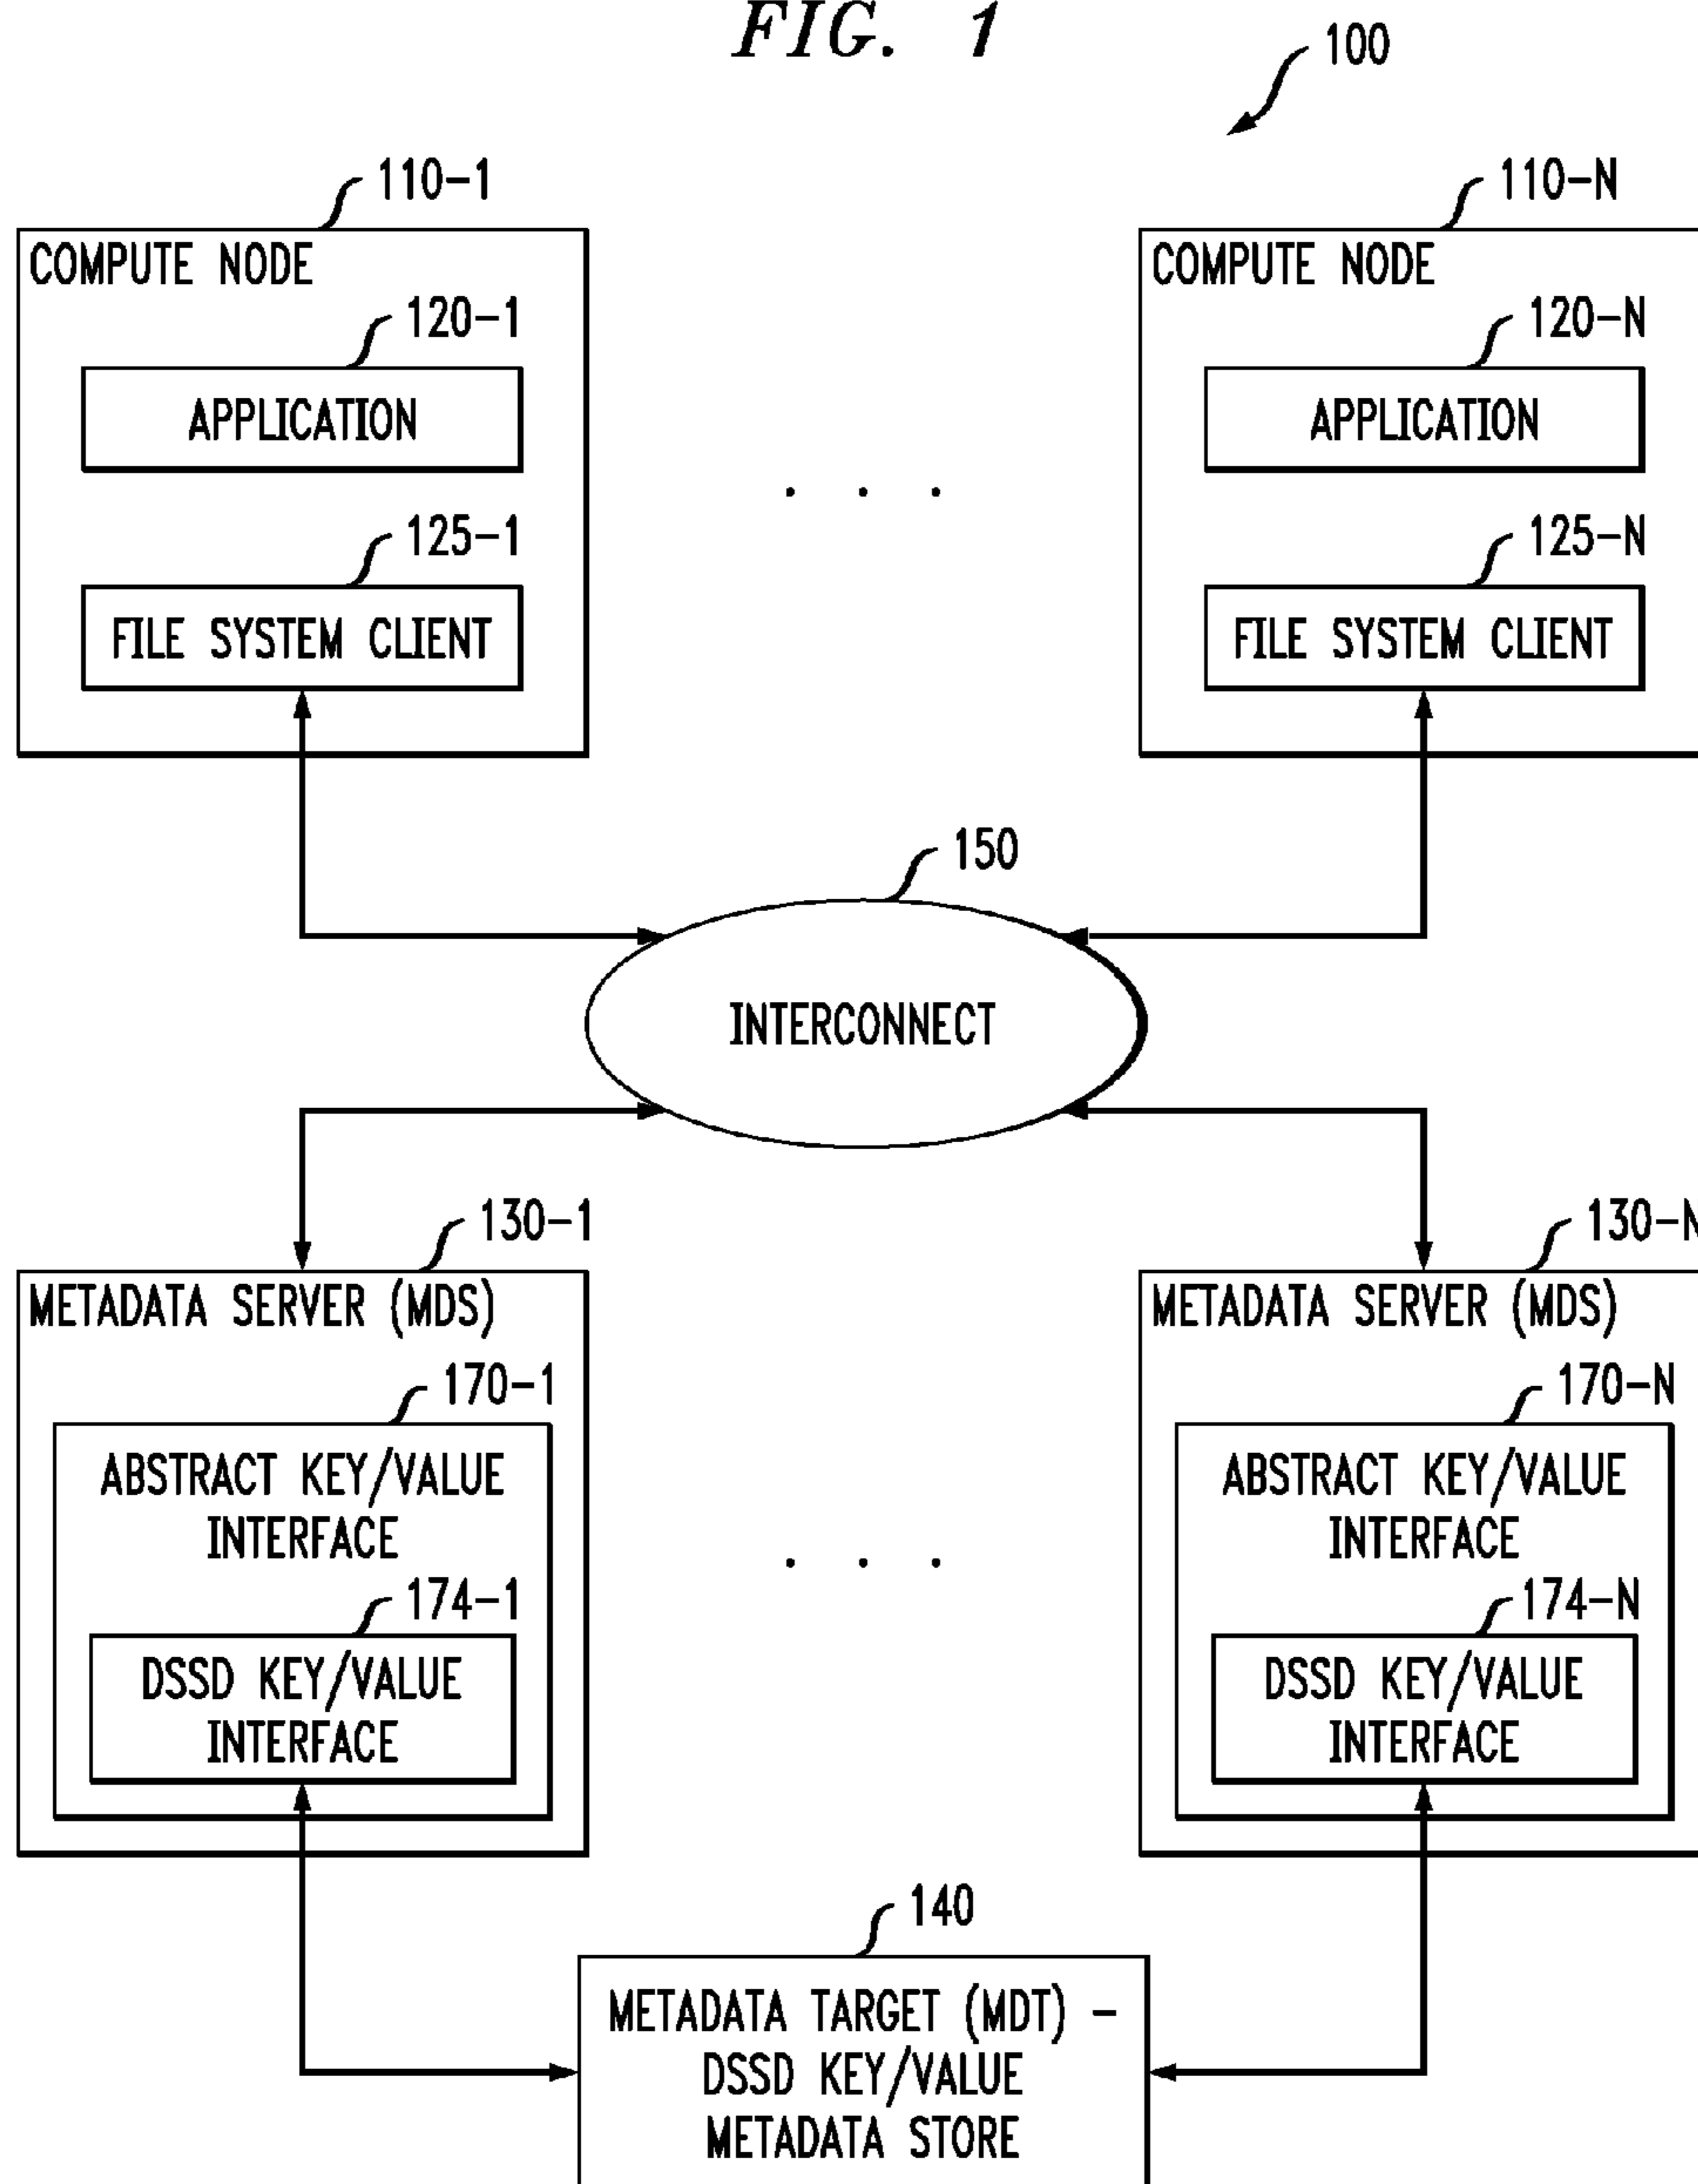 FIG. 1
100
110-1
110-N
COMPUTE NODE
COMPUTE NODE
120-1
120-N
APPLICATION
APPLICATION
. . .
125-1
125-N
FILE SYSTEM CLIENT
FILE SYSTEM CLIENT
150
INTERCONNECT
130-1
130-N
METADATA SERVER (MDS)
METADATA SERVER (MDS)
170-1
170-N
ABSTRACT KEY/VALUE
INTERFACE
ABSTRACT KEY/VALUE
INTERFACE
. . .
174-1
174-N
DSSD KEY/VALUE
INTERFACE
DSSD KEY/VALUE
INTERFACE
140
METADATA TARGET (MDT) -
DSSD KEY/VALUE
METADATA STORE